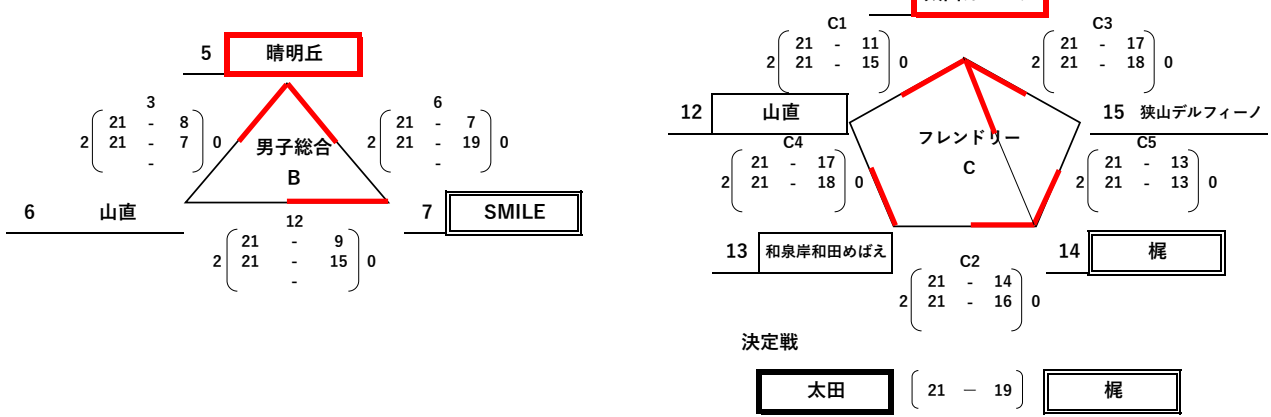 5 晴明丘
3
2 21 - 8 0
21 - 7
-
6
2 21 - 7 0
21 - 19
-
男子総合
B
6 山直
7 SMILE
12
21 - 9
2 21 - 15 0
-
C1
21 - 11
2 21 - 15 0
C3
21 - 17
2 21 - 18 0
12 山直
15 狭山デルフィーノ
フレンドリー
C
C4
21 - 17
2 21 - 18 0
C5
21 - 13
2 21 - 13 0
13 和泉岸和田めばえ
14 梶
C2
21 - 14
2 21 - 16 0
決定戦
太田 21 － 19 梶